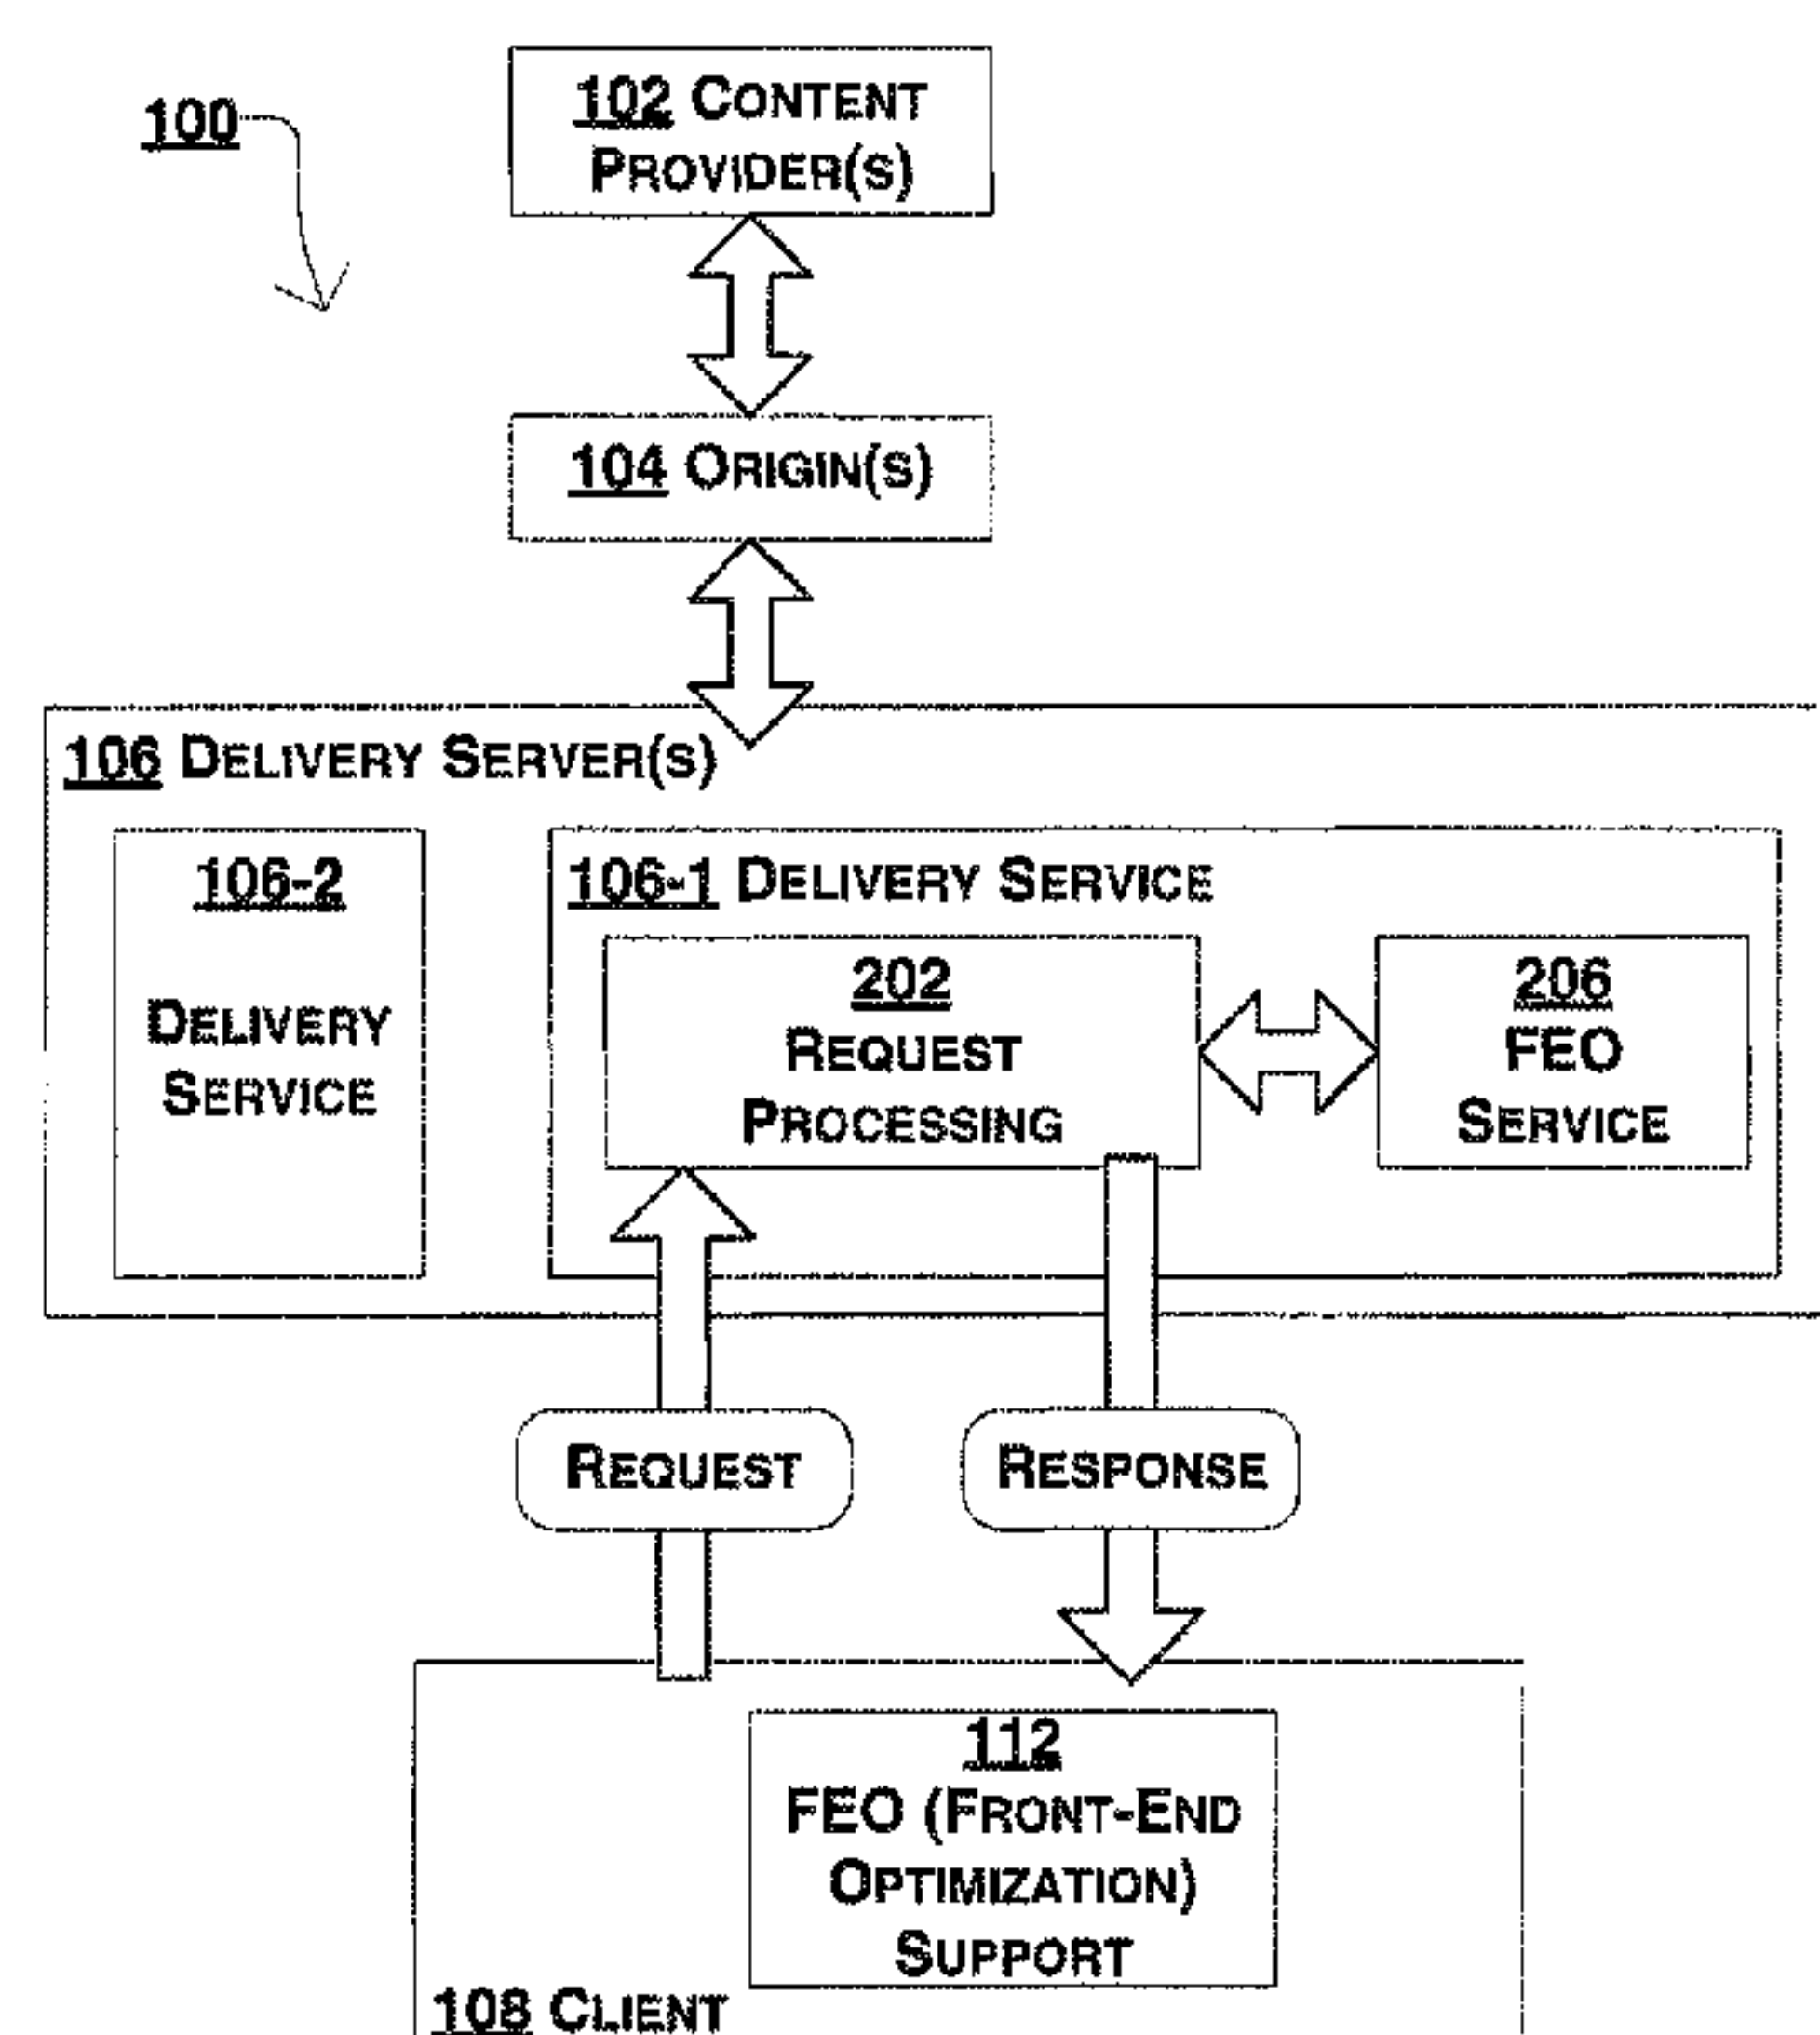 100
102 CONTENT
PROVIDER(S)
104 ORIGIN(S)
106 DELIVERY SERVER(S)
106-2
DELIVERY
SERVICE
106-1 DELIVERY SERVICE
202
REQUEST
PROCESSING
206
FEO
SERVICE
REQUEST
RESPONSE
112
FEO (FRONT-END
OPTIMIZATION)
SUPPORT
108 CLIENT